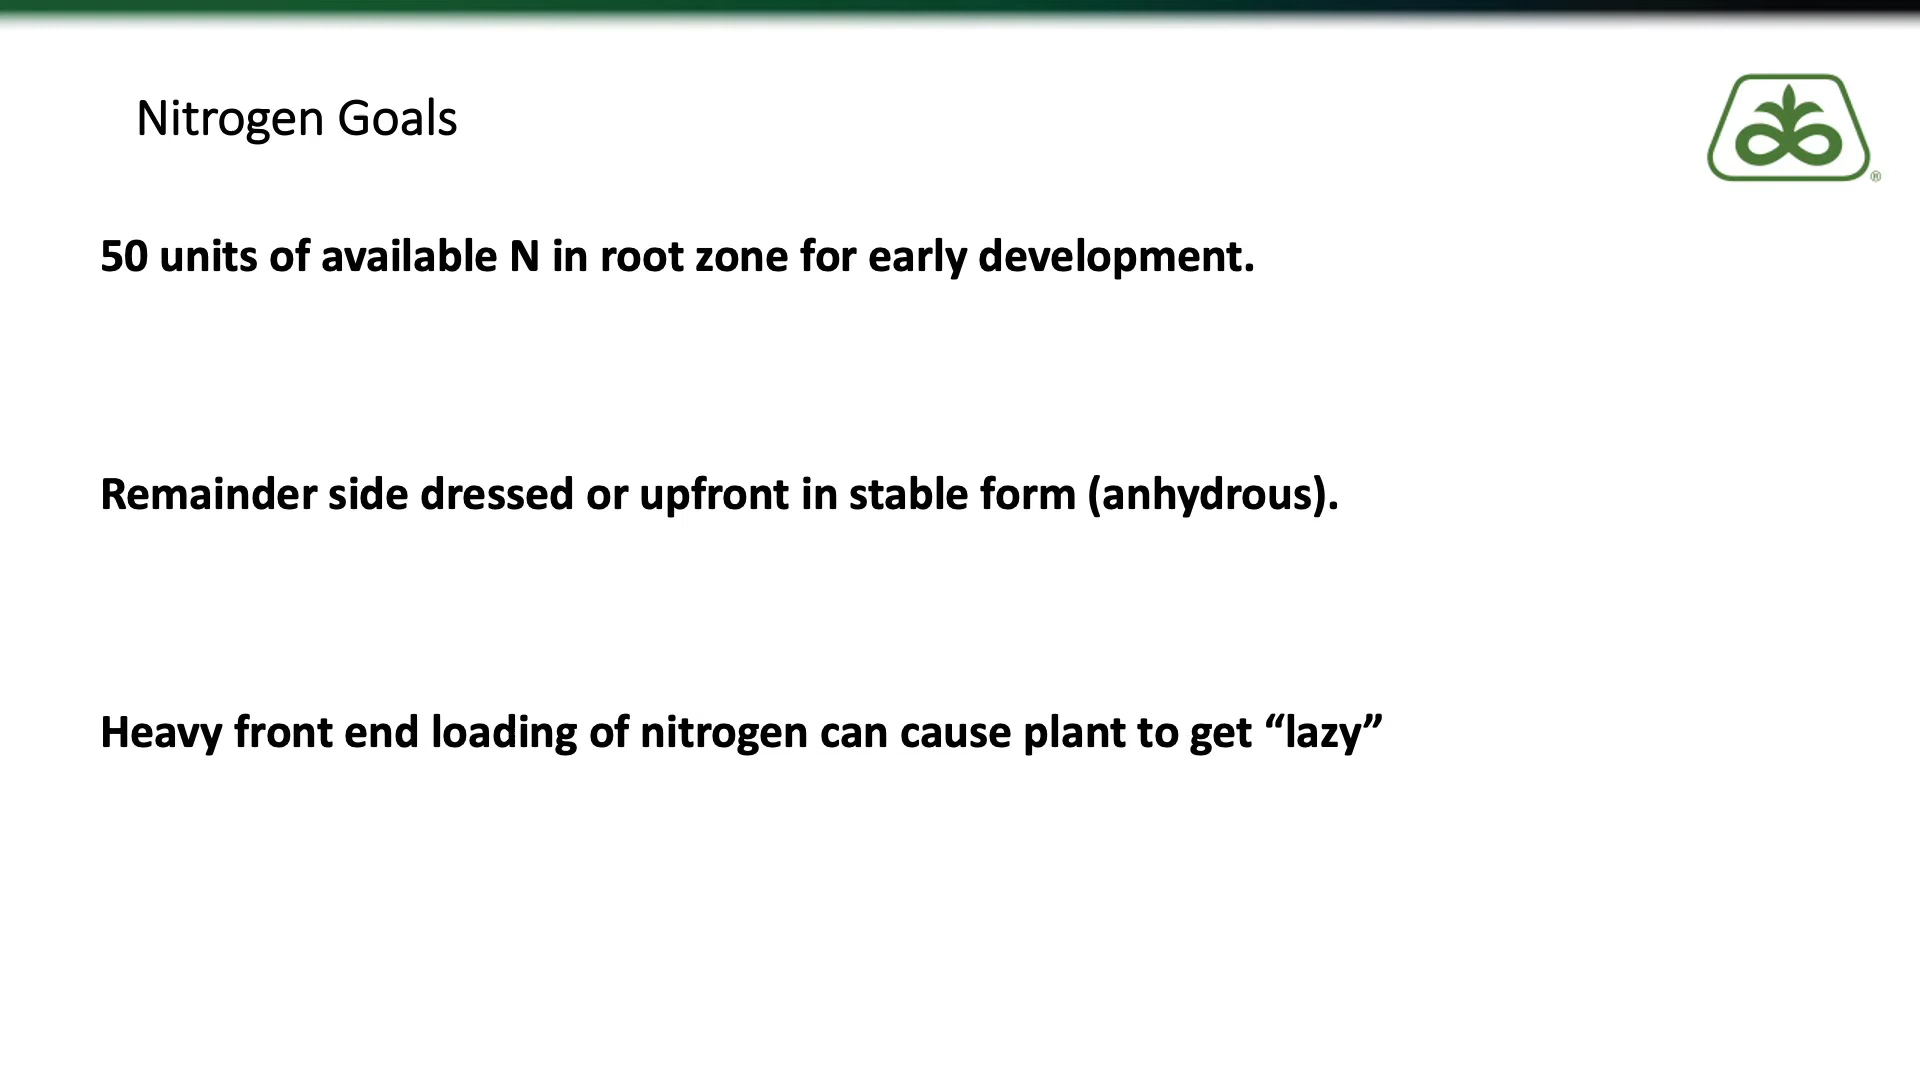 Nitrogen Goals
®
50 units of available N in root zone for early development.
Remainder side dressed or upfront in stable form (anhydrous).
Heavy front end loading of nitrogen can cause plant to get “lazy”